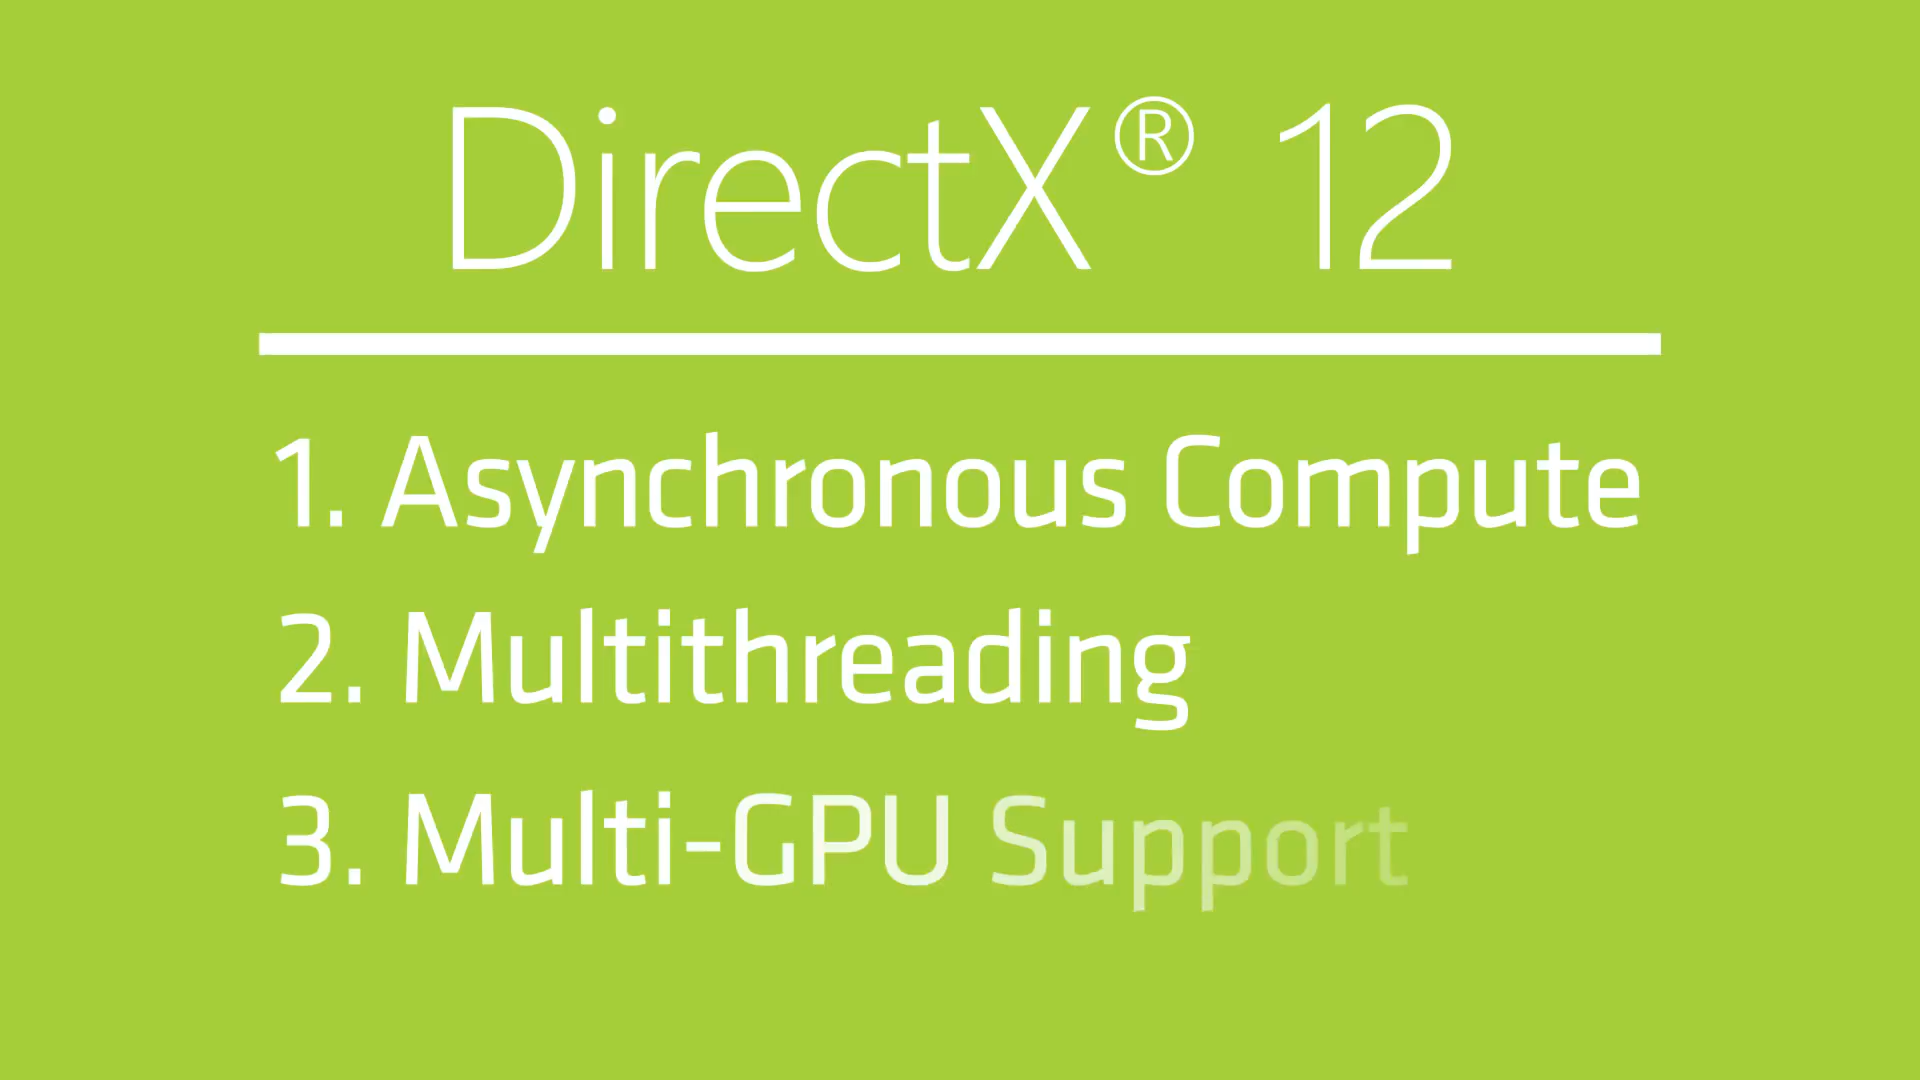 DirectX® 12
1. Asynchronous Compute
2. Multithreading
3. Multi-GPU Support